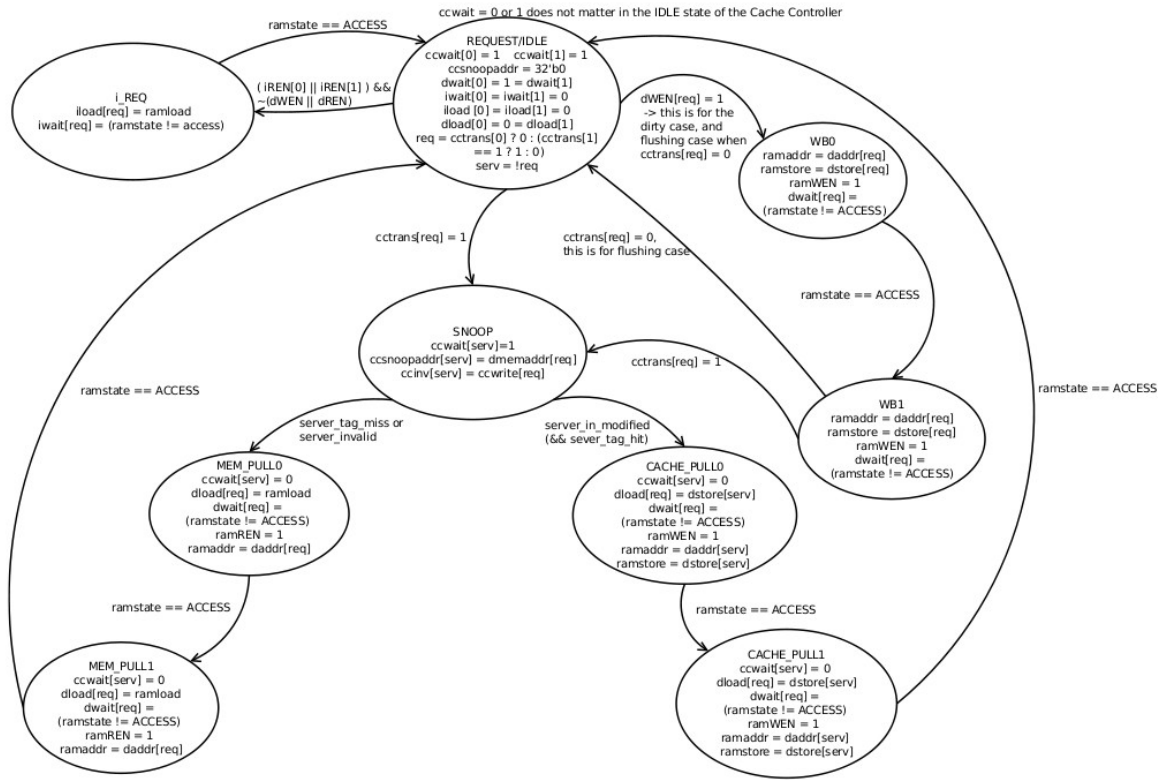 ccwait = 0 or 1 does not matter in the IDLE state of the Cache Controller
ramstate == ACCESS
REQUEST/IDLE
ccwait[0] = 1 ccwait[1] = 1
ccsnoopaddr = 32'b0
dwait[0] = 1 = dwait[1]
iwait[0] = iwait[1] = 0
iload [0] = iload[1] = 0
dload[0] = 0 = dload[1]
req = cctrans[0] ? 0 : (cctrans[1]
== 1 ? 1 : 0)
serv = !req
i_REQ
iload[req] = ramload
iwait[req] = (ramstate != access)
( iREN[0] || iREN[1] ) &&
~(dWEN || dREN)
dWEN[req] = 1
-> this is for the
dirty case, and
flushing case when
cctrans[req] = 0
WB0
ramaddr = daddr[req]
ramstore = dstore[req]
ramWEN = 1
dwait[req] =
(ramstate != ACCESS)
cctrans[req] = 1
cctrans[req] = 0,
this is for flushing case
ramstate == ACCESS
SNOOP
ccwait[serv]=1
ccsnoopaddr[serv] = dmemaddr[req]
ccinv[serv] = ccwrite[req]
cctrans[req] = 1
ramstate == ACCESS
ramstate == ACCESS
WB1
ramaddr = daddr[req]
ramstore = dstore[req]
ramWEN = 1
dwait[req] =
(ramstate != ACCESS)
server_tag_miss or
server_invalid
server_in_modified
(&& sever_tag_hit)
MEM_PULL0
ccwait[serv] = 0
dload[req] = ramload
dwait[req] =
(ramstate != ACCESS)
ramREN = 1
ramaddr = daddr[req]
CACHE_PULL0
ccwait[serv] = 0
dload[req] = dstore[serv]
dwait[req] =
(ramstate != ACCESS)
ramWEN = 1
ramaddr = daddr[serv]
ramstore = dstore[serv]
ramstate == ACCESS
ramstate == ACCESS
MEM_PULL1
ccwait[serv] = 0
dload[req] = ramload
dwait[req] =
(ramstate != ACCESS)
ramREN = 1
ramaddr = daddr[req]
CACHE_PULL1
ccwait[serv] = 0
dload[req] = dstore[serv]
dwait[req] =
(ramstate != ACCESS)
ramWEN = 1
ramaddr = daddr[serv]
ramstore = dstore[serv]